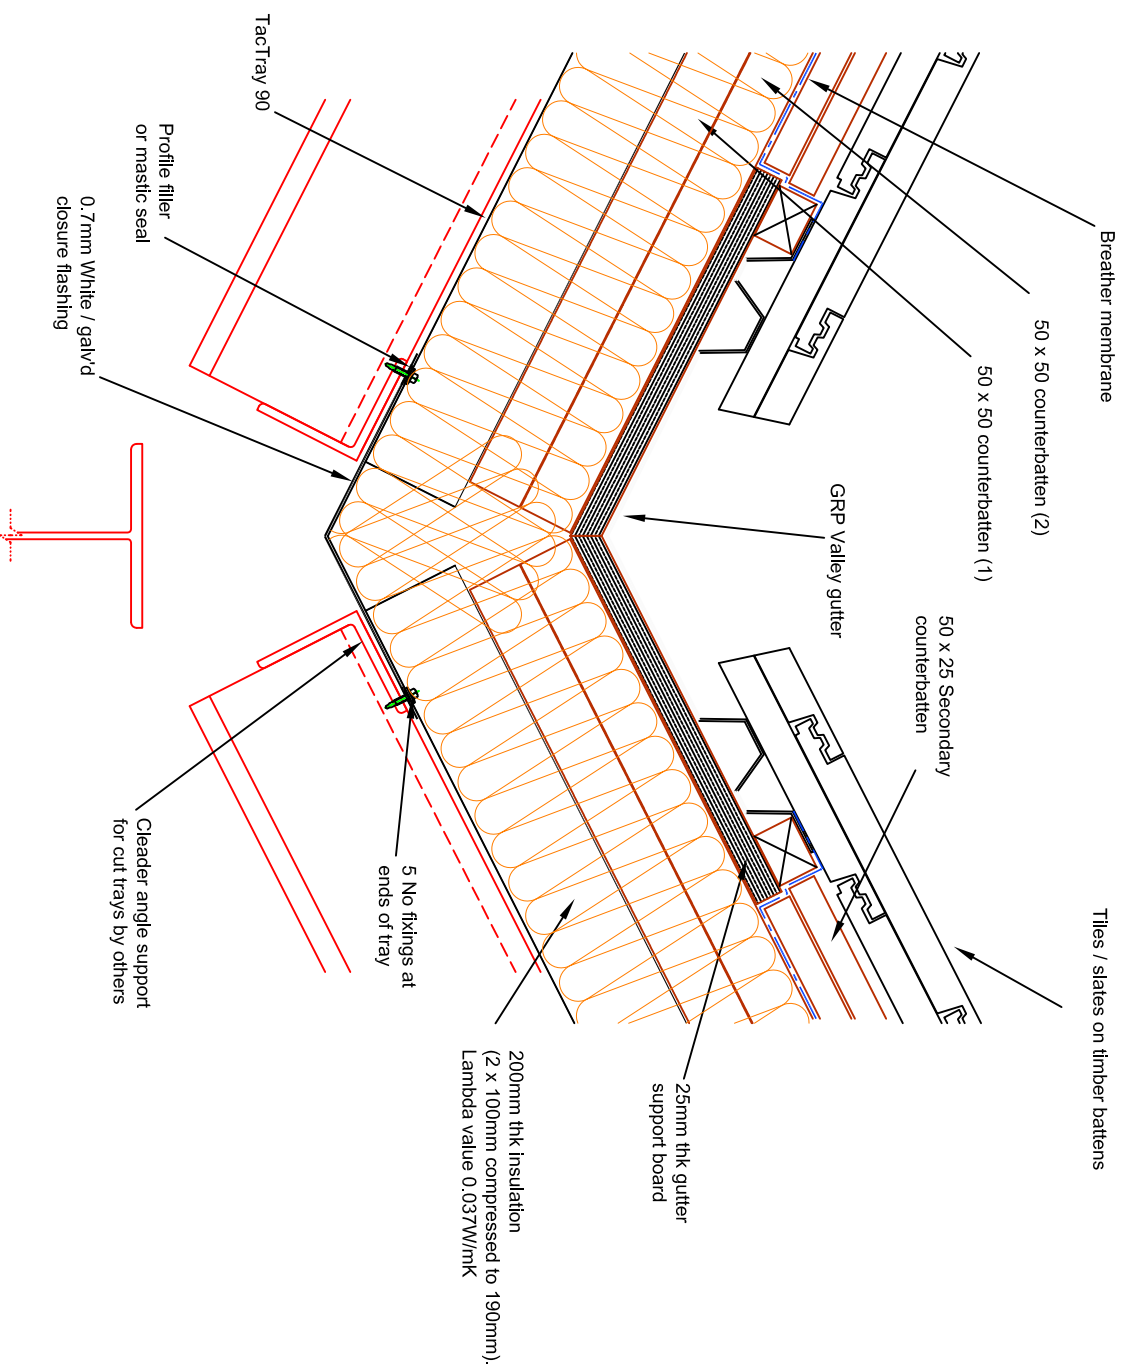 Breather membrane
50 x 50 counterbatten (2)
50 x 50 counterbatten (1)
GRP Valley gutter
50 x 25 Secondary
counterbatten
Tiles / slates on timber battens
TacTray 90
Profile filler
or mastic seal
0.7mm White / galv'd
closure flashing
Cleader angle support
for cut trays by others
5 No fixings at
ends of tray
200mm thk insulation
(2 x 100mm compressed to 190mm).
Lambda value 0.037W/mK
25mm thk gutter
support board